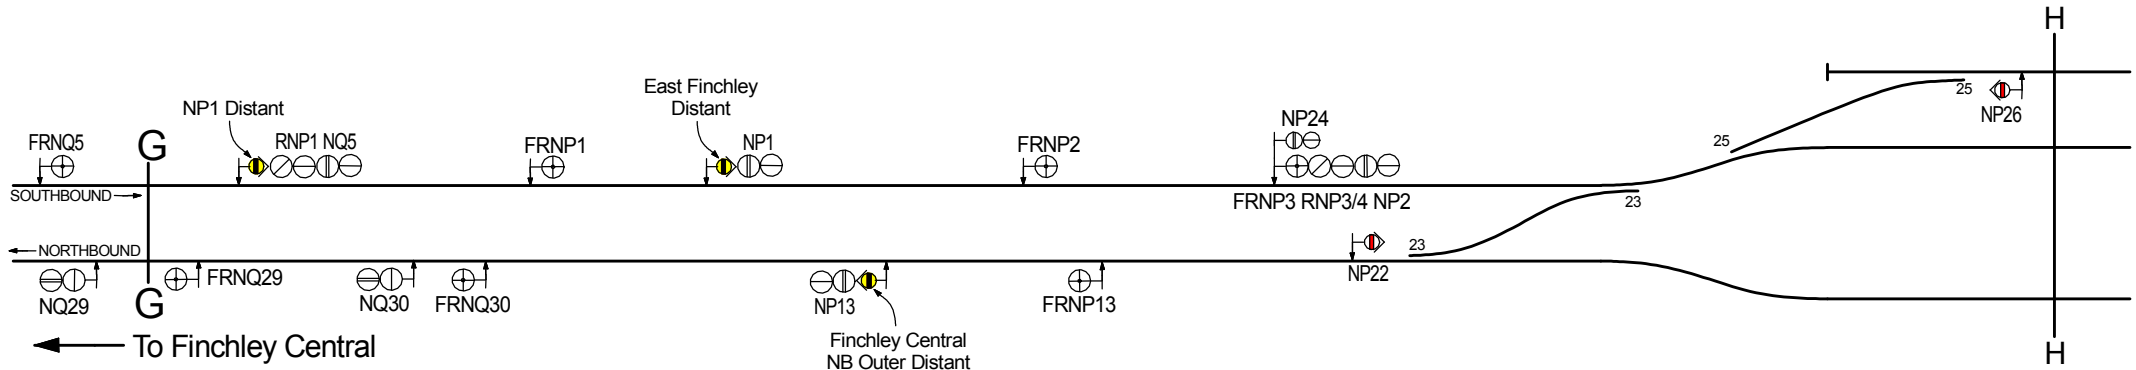 H
East Finchley
Distant
NP1 Distant
FRNQ5
G
RNP1 NQ5
FRNP1
NP1
FRNP2
NP24
25
NP26
25
SOUTHBOUND
FRNP3 RNP3/4 NP2
23
NORTHBOUND
23
NQ29
G
FRNQ29
NQ30
FRNQ30
NP13
FRNP13
NP22
To Finchley Central
Finchley Central
NB Outer Distant
H